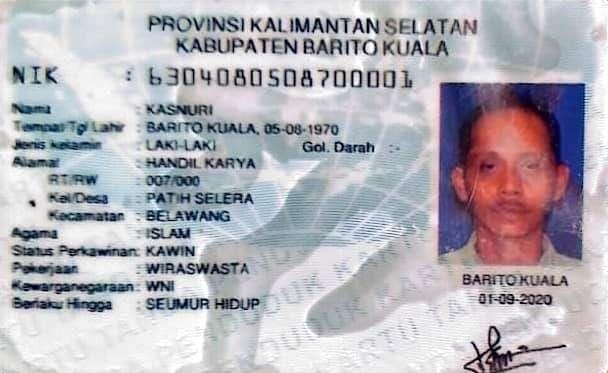 PROVINSI KALIMANTAN SELATAN
KABUPATEN BARITO KUALA
NIK : 6304080508700001
Nama : KASNURI
Tempat/Tgl Lahir : BARITO KUALA, 05-08-1970
Jenis kelamin : LAKI-LAKI Gol. Darah :-
Alamat : HANDIL KARYA
RT/RW : 007/000
Kel/Desa : PATIH SELERA
Kecamatan : BELAWANG
Agama : ISLAM
Status Perkawinan: KAWIN
Pekerjaan : WIRASWASTA
Kewarganegaraan: WNI
Berlaku Hingga : SEUMUR HIDUP
BARITO KUALA
01-09-2020